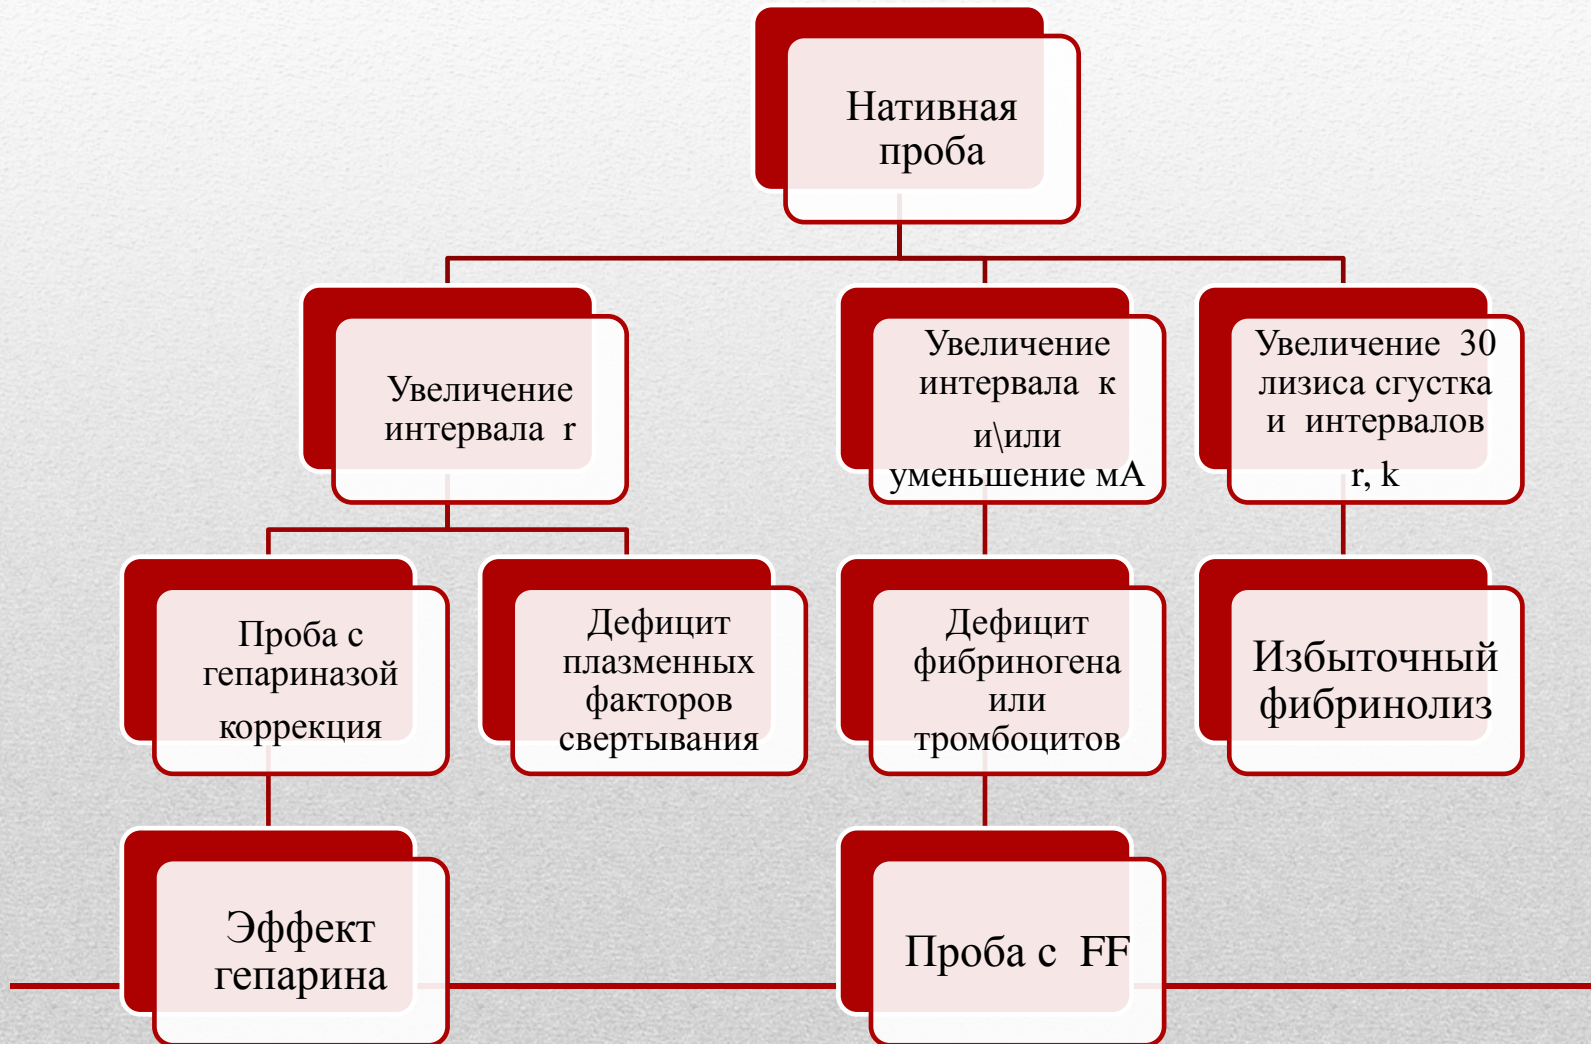 Нативная
проба
Увеличение
интервала r
Увеличение
интервала к
и\или
уменьшение мА
Увеличение 30
лизиса сгустка
и интервалов
r, k
Проба с
гепариназой
коррекция
Дефицит
плазменных
факторов
свертывания
Дефицит
фибриногена
или
тромбоцитов
Избыточный
фибринолиз
Эффект
гепарина
Проба с FF